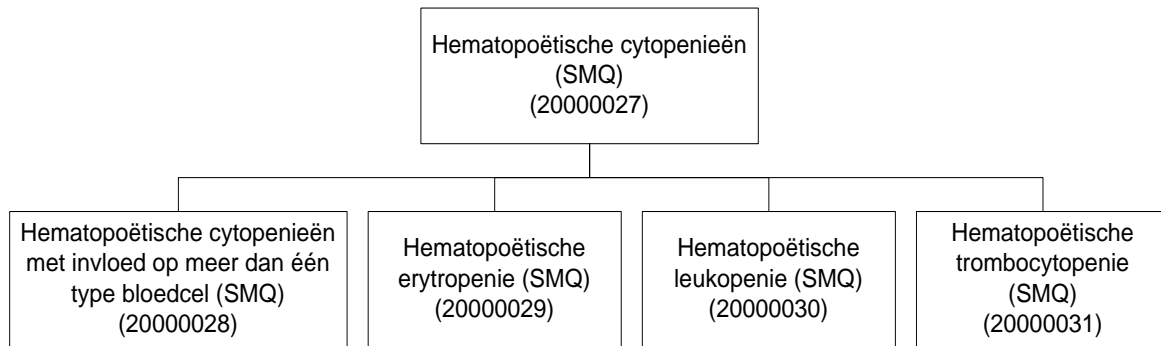 Hematopoëtische cytopenieën
(SMQ)
(20000027)
Hematopoëtische cytopenieën
met invloed op meer dan één
type bloedcel (SMQ)
(20000028)
Hematopoëtische
erytropenie (SMQ)
(20000029)
Hematopoëtische
leukopenie (SMQ)
(20000030)
Hematopoëtische
trombocytopenie
(SMQ)
(20000031)